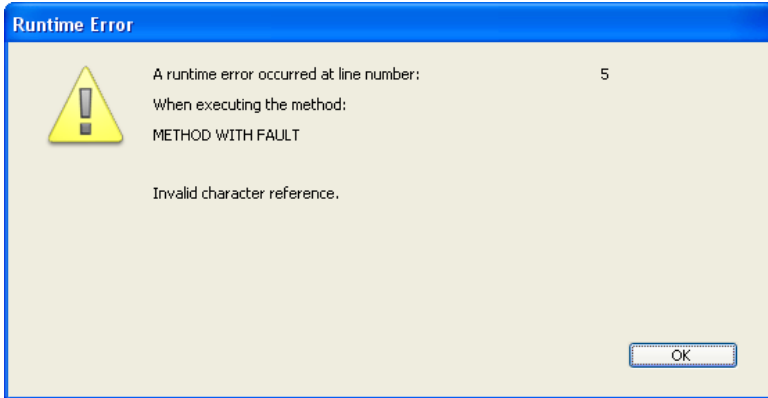 Runtime Error
A runtime error occurred at line number: 5
When executing the method:
METHOD WITH FAULT
Invalid character reference.
OK